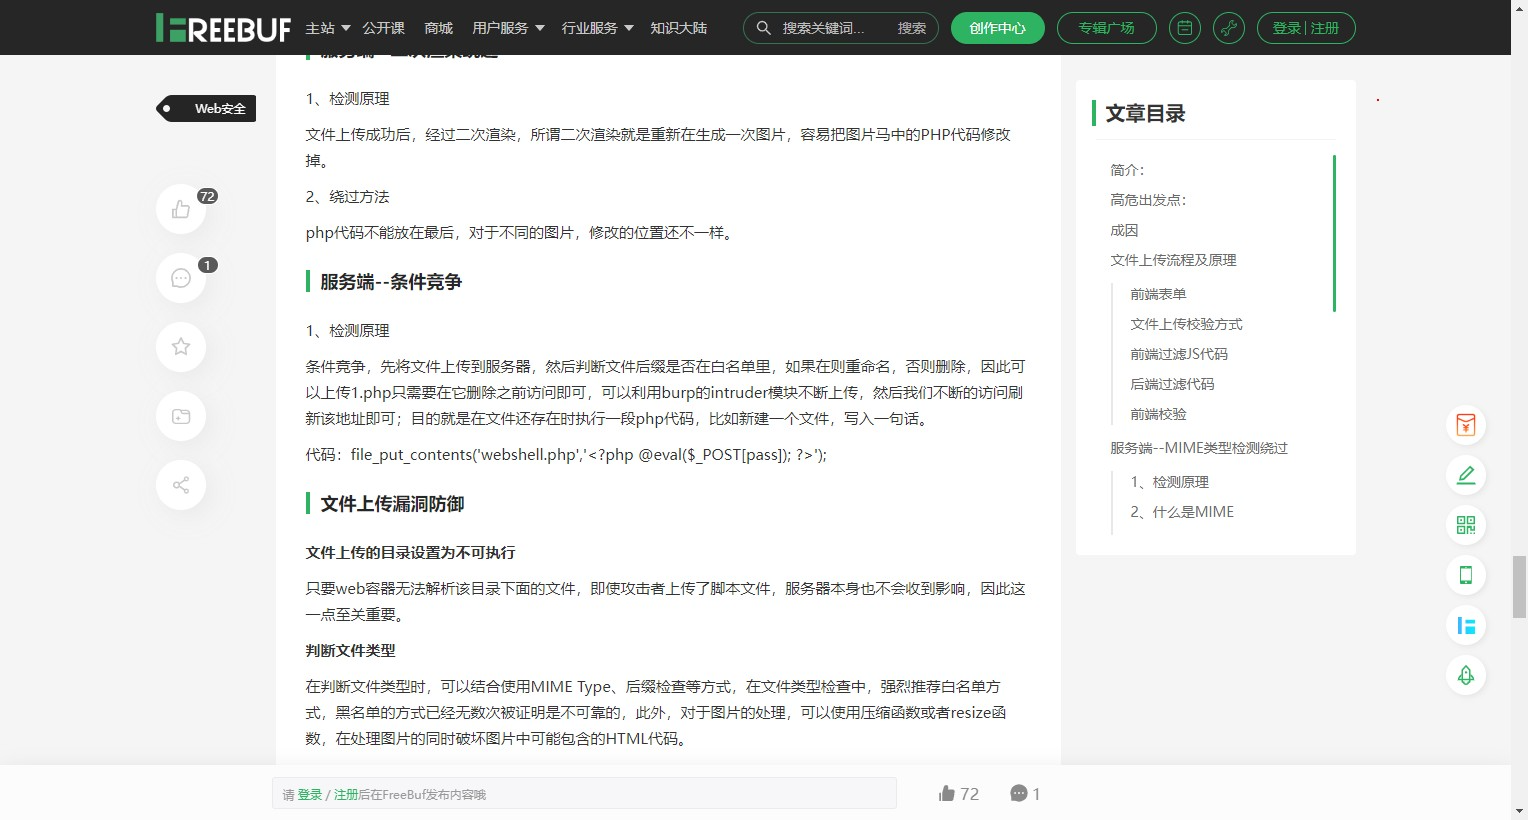 FREEBUF 主站 公开课 商城 用户服务 行业服务 知识大陆 搜索关键词... 搜索 创作中心 专辑广场 登录 | 注册
Web安全
72
1
1、检测原理
文件上传成功后，经过二次渲染，所谓二次渲染就是重新在生成一次图片，容易把图片马中的PHP代码修改
掉。
2、绕过方法
php代码不能放在最后，对于不同的图片，修改的位置还不一样。
服务端--条件竞争
1、检测原理
条件竞争，先将文件上传到服务器，然后判断文件后缀是否在白名单里，如果在则重命名，否则删除，因此可
以上传1.php只需要在它删除之前访问即可，可以利用burp的intruder模块不断上传，然后我们不断的访问刷
新该地址即可；目的就是在文件还存在时执行一段php代码，比如新建一个文件，写入一句话。
代码：file_put_contents('webshell.php','<?php @eval($_POST[pass]); ?>');
文件上传漏洞防御
文件上传的目录设置为不可执行
只要web容器无法解析该目录下面的文件，即使攻击者上传了脚本文件，服务器本身也不会收到影响，因此这
一点至关重要。
判断文件类型
在判断文件类型时，可以结合使用MIME Type、后缀检查等方式，在文件类型检查中，强烈推荐白名单方
式，黑名单的方式已经无数次被证明是不可靠的，此外，对于图片的处理，可以使用压缩函数或者resize函
数，在处理图片的同时破坏图片中可能包含的HTML代码。
文章目录
简介：
高危出发点：
成因
文件上传流程及原理
前端表单
文件上传校验方式
前端过滤JS代码
后端过滤代码
前端校验
服务端--MIME类型检测绕过
1、检测原理
2、什么是MIME
请 登录 / 注册后在FreeBuf发布内容哦
72 1